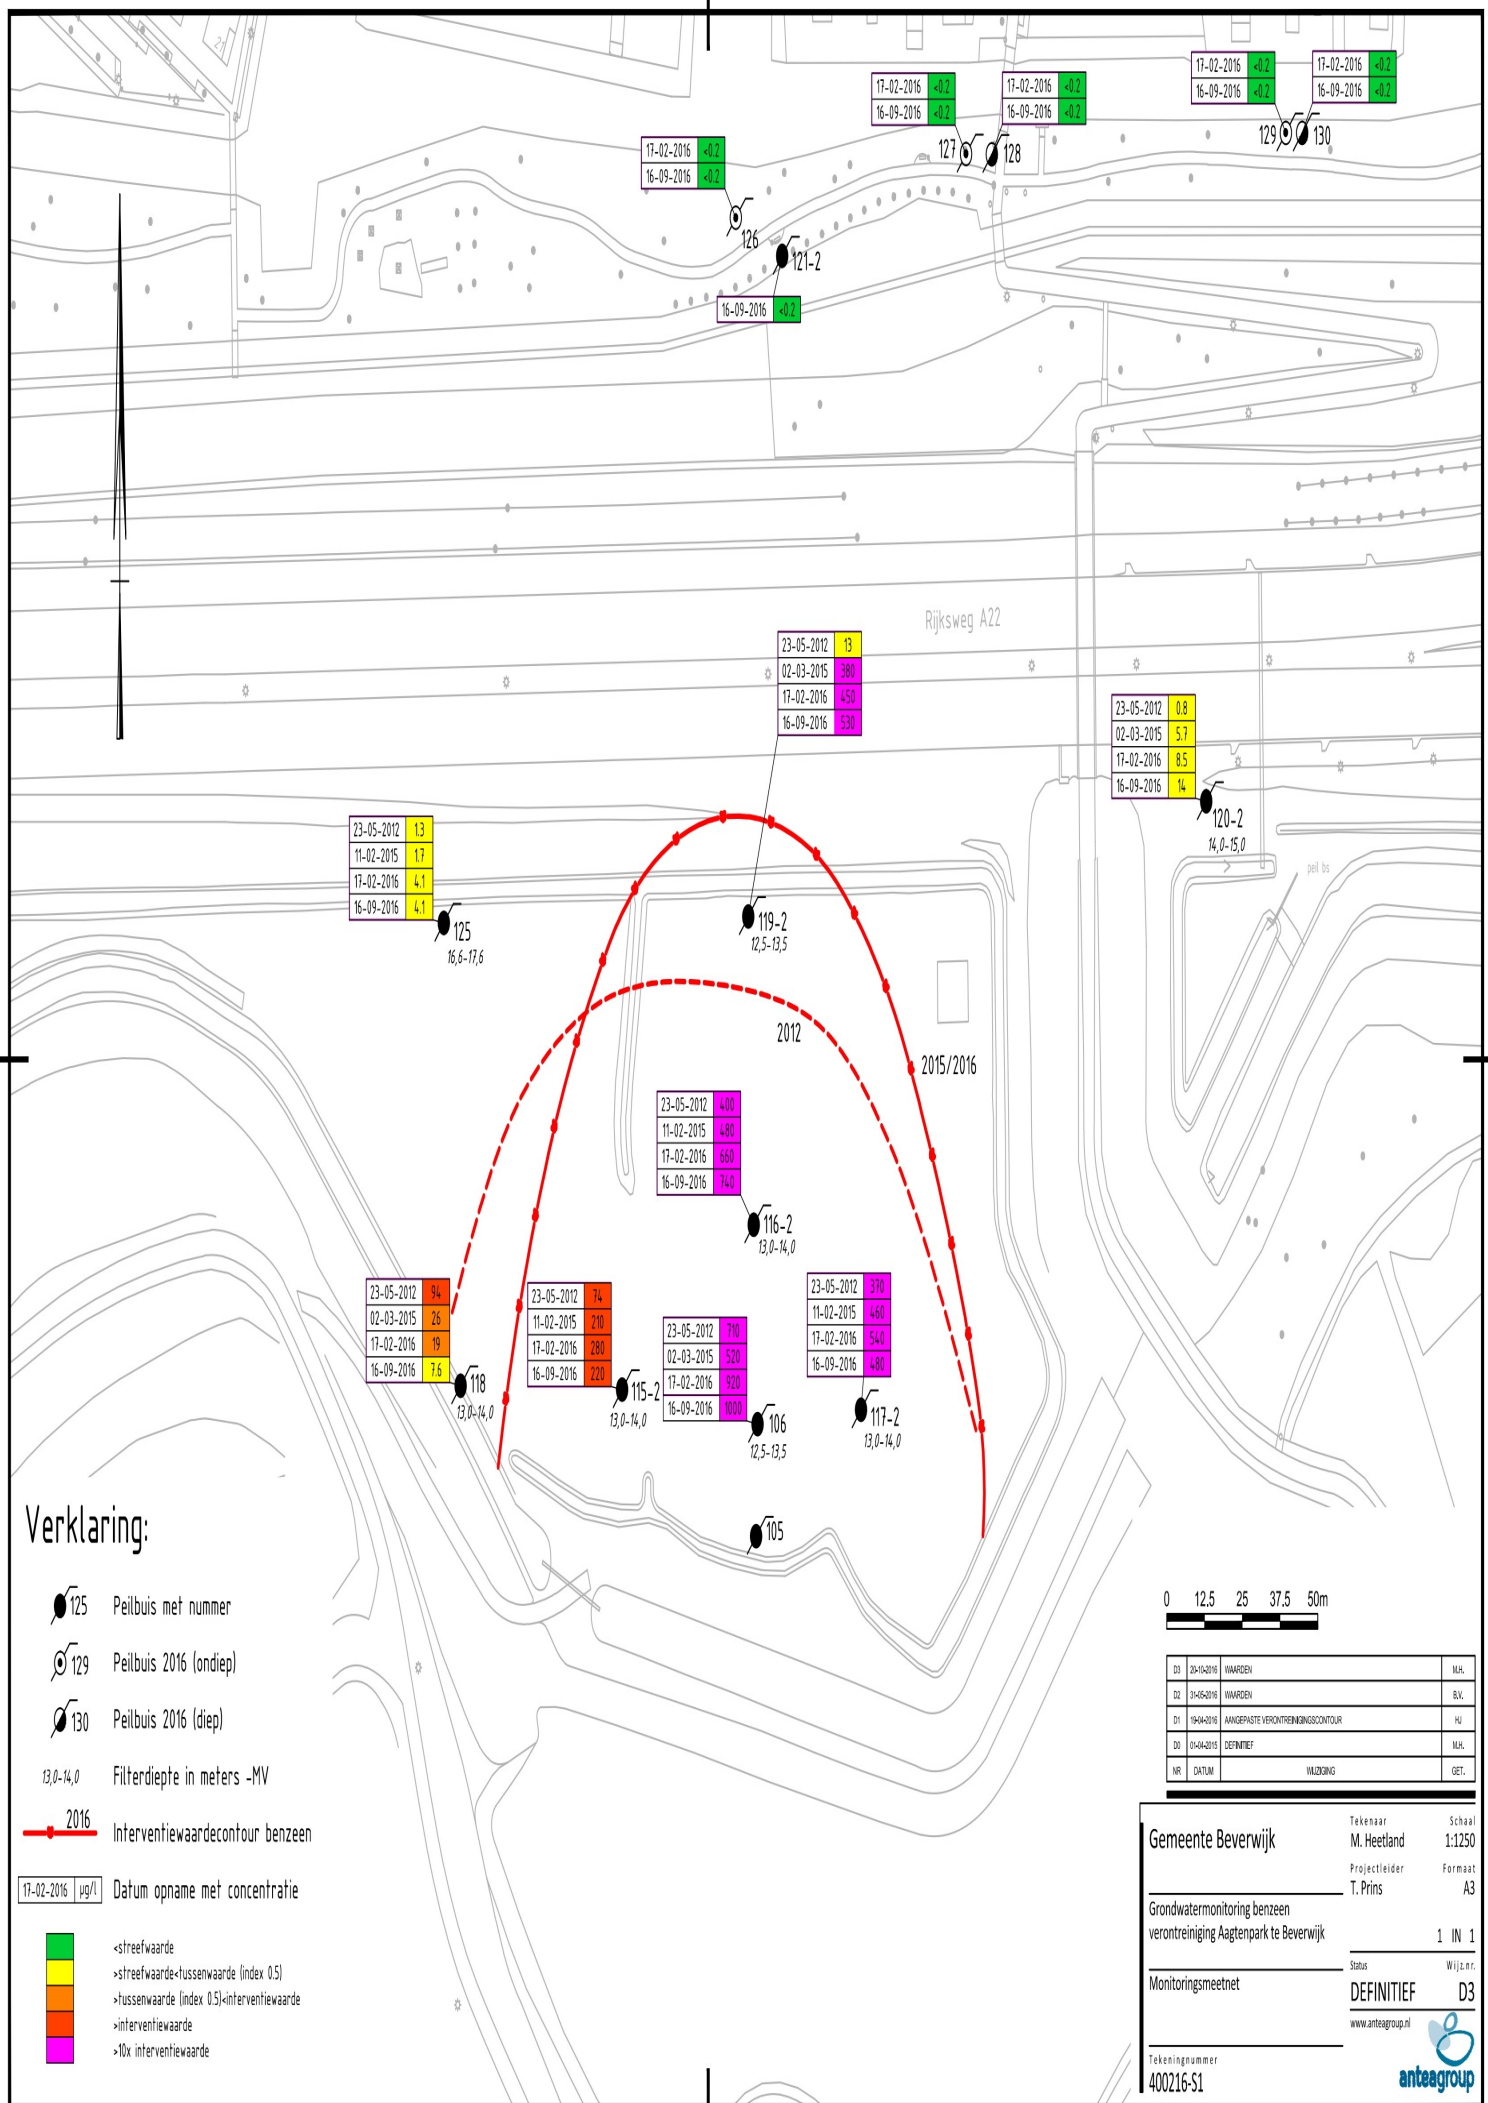 21
17-02-2016 <0.2
16-09-2016 <0.2
17-02-2016 <0.2
16-09-2016 <0.2
129
130
17-02-2016 <0.2
16-09-2016 <0.2
17-02-2016 <0.2
16-09-2016 <0.2
127
128
17-02-2016 <0.2
16-09-2016 <0.2
126
121-2
16-09-2016 <0.2
Rijksweg A22
23-05-2012 13
02-03-2015 380
17-02-2016 450
16-09-2016 530
119-2
12,5-13,5
23-05-2012 0.8
02-03-2015 5.7
17-02-2016 8.5
16-09-2016 14
120-2
14,0-15,0
peil bs
23-05-2012 1.3
11-02-2015 1.7
17-02-2016 4.1
16-09-2016 4.1
125
16,6-17,6
2012
2015/2016
23-05-2012 400
11-02-2015 480
17-02-2016 660
16-09-2016 740
116-2
13,0-14,0
23-05-2012 94
02-03-2015 26
17-02-2016 19
16-09-2016 7.6
118
13,0-14,0
23-05-2012 74
11-02-2015 210
17-02-2016 280
16-09-2016 220
115-2
13,0-14,0
23-05-2012 710
02-03-2015 520
17-02-2016 920
16-09-2016 1000
106
12,5-13,5
23-05-2012 370
11-02-2015 460
17-02-2016 540
16-09-2016 480
117-2
13,0-14,0
105
Verklaring:
125 Peilbuis met nummer
129 Peilbuis 2016 (ondiep)
130 Peilbuis 2016 (diep)
13,0-14,0 Filterdiepte in meters -MV
2016 Interventiewaardecontour benzeen
17-02-2016 µg/l Datum opname met concentratie
<streefwaarde
>streefwaarde<tussenwaarde (index 0.5)
>tussenwaarde (index 0.5)<interventiewaarde
>interventiewaarde
>10x interventiewaarde
0 12,5 25 37,5 50m
D3 20-10-2016 WAARDEN M.H.
D2 31-05-2016 WAARDEN B.V.
D1 19-04-2016 AANGEPASTE VERONTREINIGINGSCONTOUR HJ
D0 01-04-2015 DEFINITIEF M.H.
NR DATUM WIJZIGING GET.
Gemeente Beverwijk
Grondwatermonitoring benzeen
verontreiniging Aagtenpark te Beverwijk
Monitoringsmeetnet
Tekeningnummer
400216-S1
Tekenaar Schaal
M. Heetland 1:1250
Projectleider Formaat
T. Prins A3
1 IN 1
Status Wijz.nr.
DEFINITIEF D3
www.anteagroup.nl
anteagroup